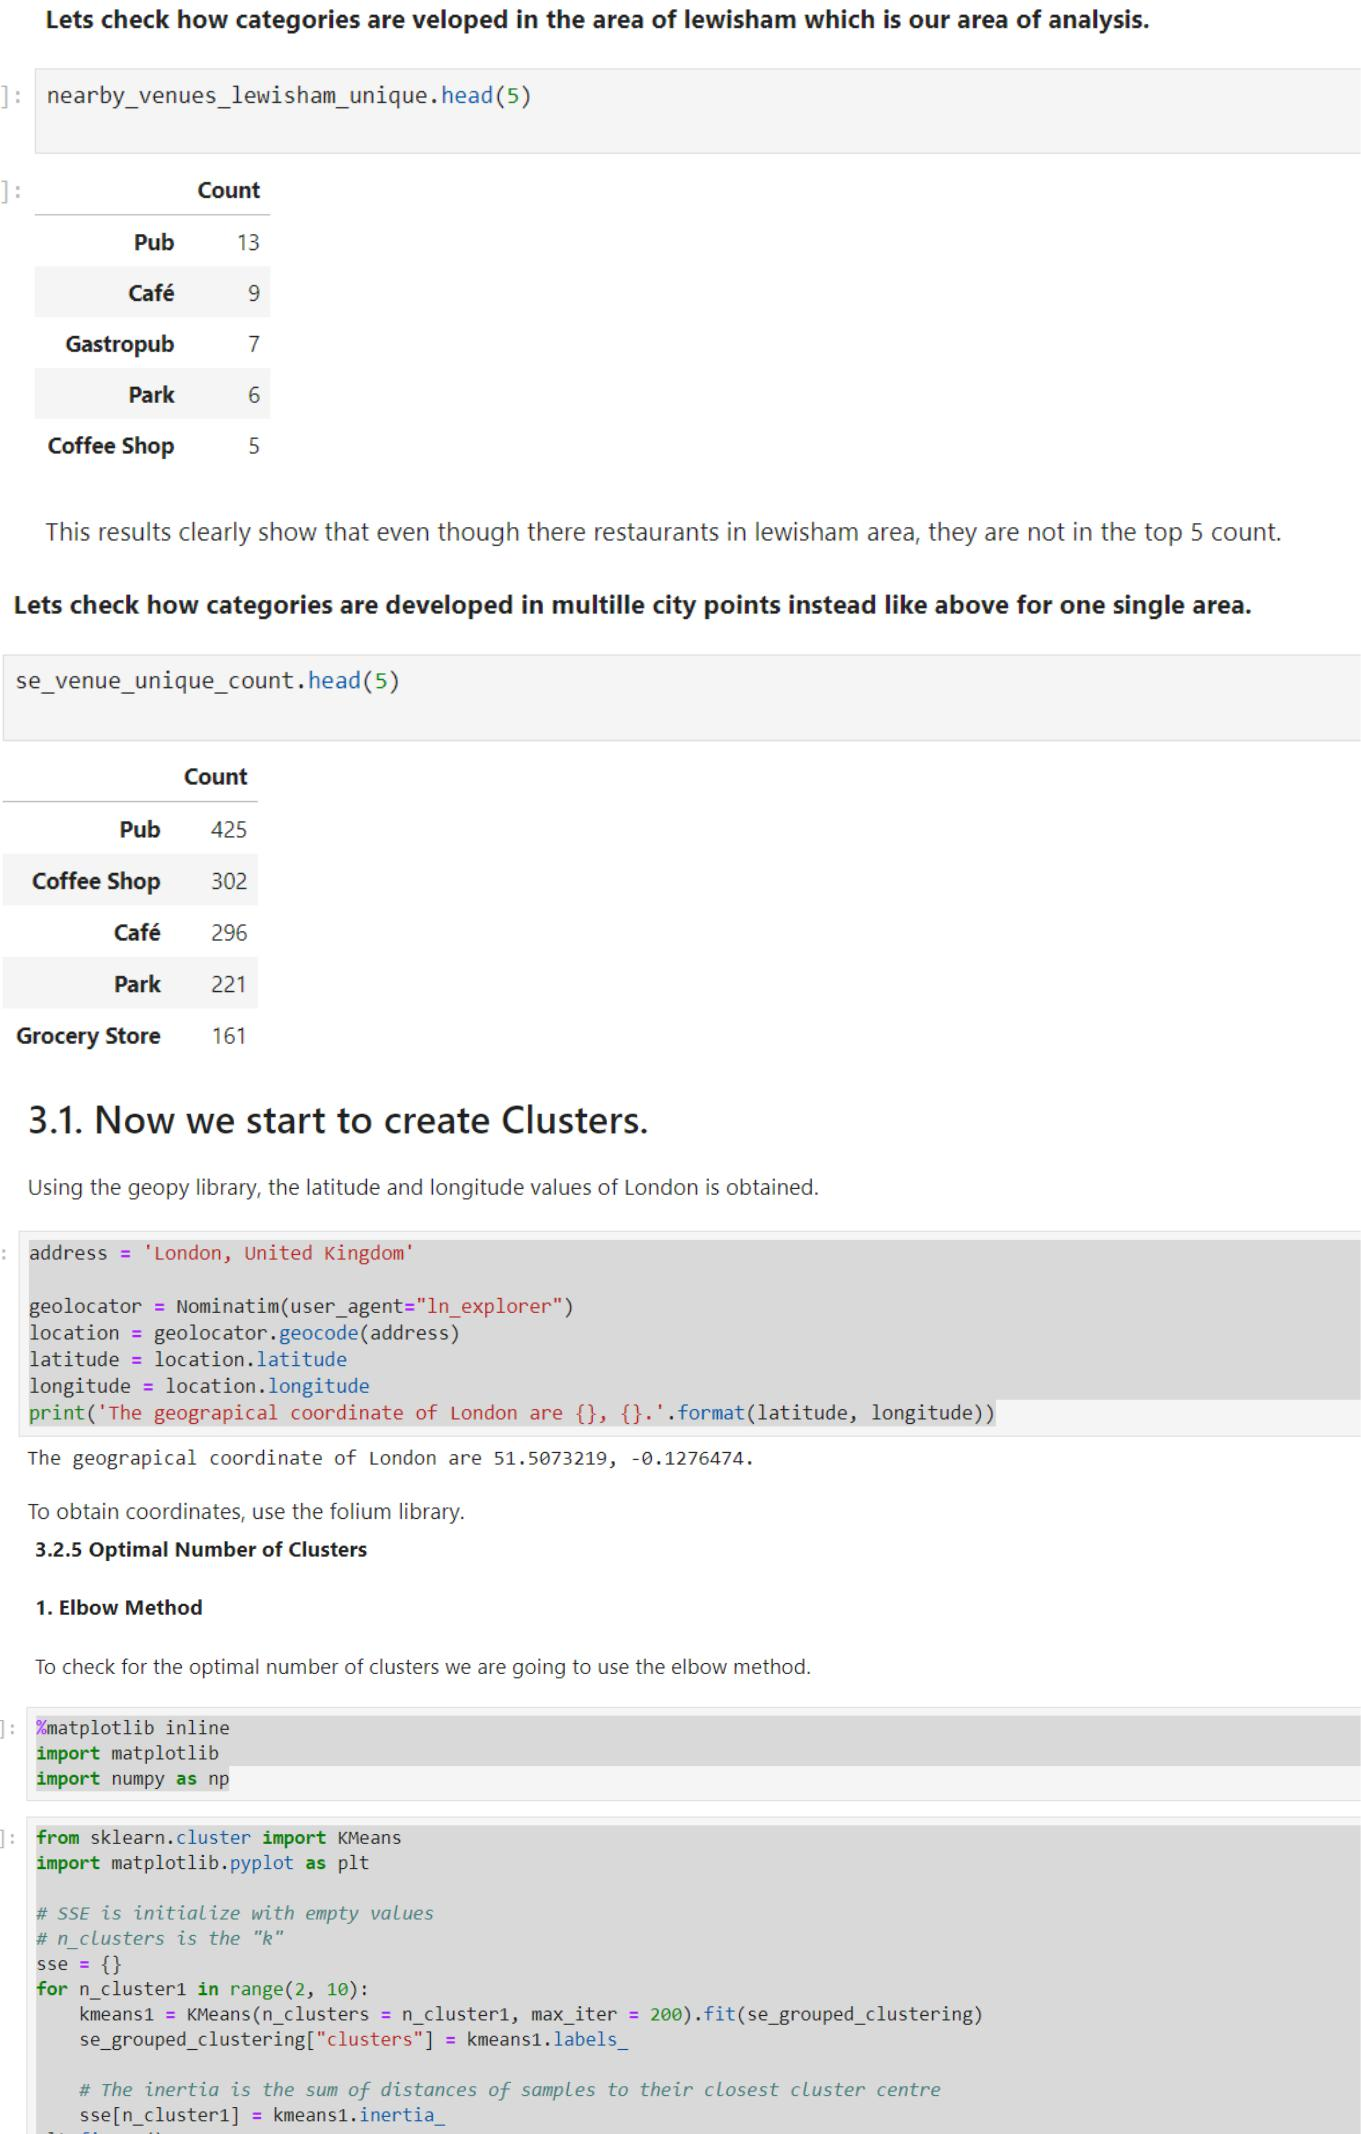 Lets check how categories are veloped in the area of lewisham which is our area of analysis.
]: nearby_venues_lewisham_unique.head(5)
]: Count
Pub 13
Café 9
Gastropub 7
Park 6
Coffee Shop 5
This results clearly show that even though there restaurants in lewisham area, they are not in the top 5 count.
Lets check how categories are developed in multille city points instead like above for one single area.
se_venue_unique_count.head(5)
Count
Pub 425
Coffee Shop 302
Café 296
Park 221
Grocery Store 161
3.1. Now we start to create Clusters.
Using the geopy library, the latitude and longitude values of London is obtained.
: address = 'London, United Kingdom'
geolocator = Nominatim(user_agent="ln_explorer")
location = geolocator.geocode(address)
latitude = location.latitude
longitude = location.longitude
print('The geograpical coordinate of London are {}, {}.'.format(latitude, longitude))
The geograpical coordinate of London are 51.5073219, -0.1276474.
To obtain coordinates, use the folium library.
3.2.5 Optimal Number of Clusters
1. Elbow Method
To check for the optimal number of clusters we are going to use the elbow method.
]: %matplotlib inline
import matplotlib
import numpy as np
]: from sklearn.cluster import KMeans
import matplotlib.pyplot as plt
# SSE is initialize with empty values
# n_clusters is the "k"
sse = {}
for n_cluster1 in range(2, 10):
    kmeans1 = KMeans(n_clusters = n_cluster1, max_iter = 200).fit(se_grouped_clustering)
    se_grouped_clustering["clusters"] = kmeans1.labels_
    # The inertia is the sum of distances of samples to their closest cluster centre
    sse[n_cluster1] = kmeans1.inertia_